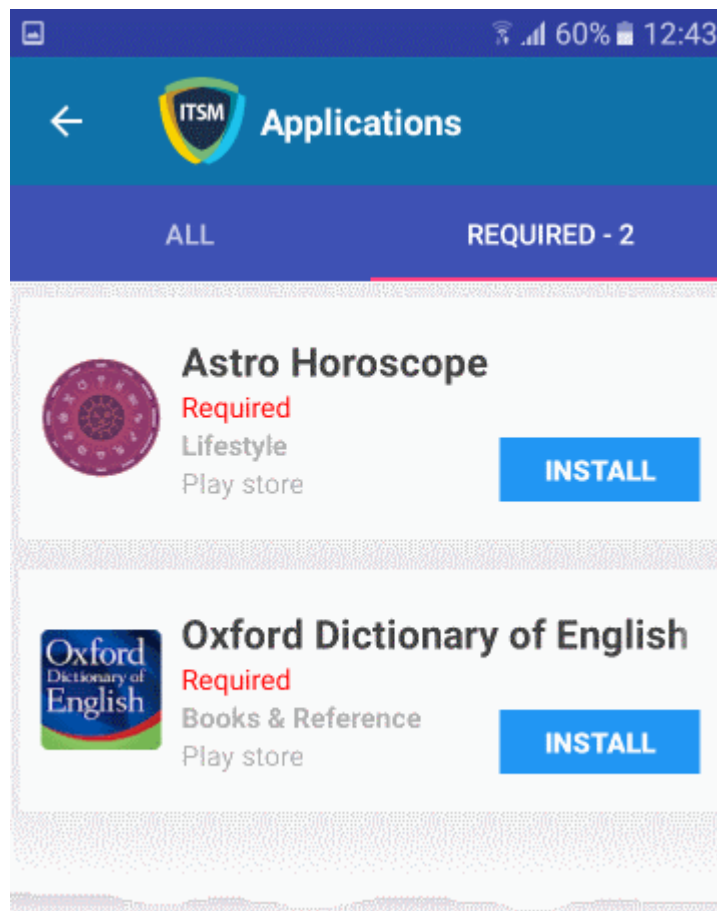 60% 12:43
ITSM
Applications
ALL
REQUIRED - 2
Astro Horoscope
Required
Lifestyle
Play store
INSTALL
Oxford
Dictionary of
English
Oxford Dictionary of English
Required
Books & Reference
Play store
INSTALL